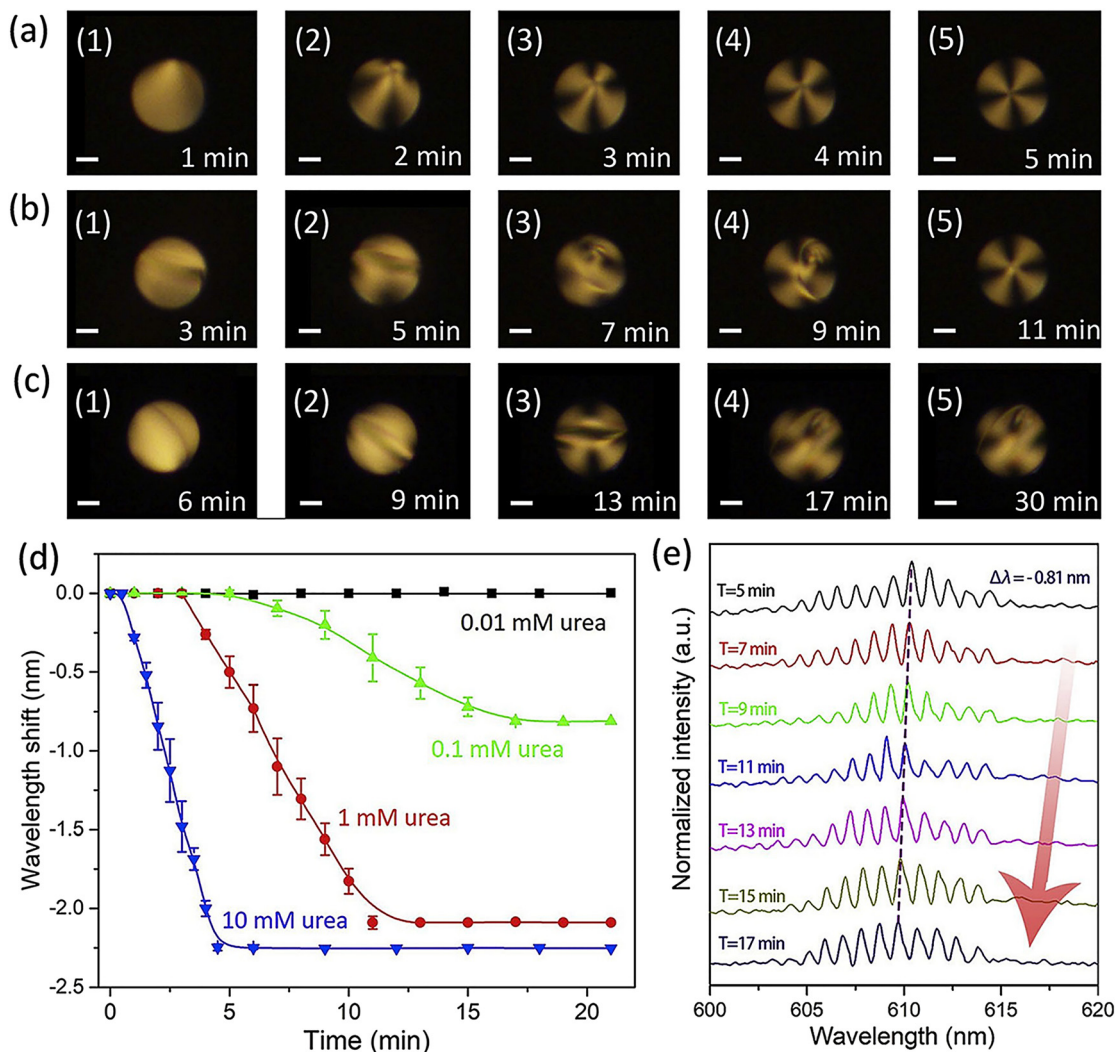 (a)
(1) (2) (3) (4) (5)
1 min 2 min 3 min 4 min 5 min
(b)
(1) (2) (3) (4) (5)
3 min 5 min 7 min 9 min 11 min
(c)
(1) (2) (3) (4) (5)
6 min 9 min 13 min 17 min 30 min
(d)
Wavelength shift (nm)
0.0
-0.5
-1.0
-1.5
-2.0
-2.5
0.01 mM urea
0.1 mM urea
1 mM urea
10 mM urea
0 5 10 15 20
Time (min)
(e)
Normalized intensity (a.u.)
Δλ = - 0.81 nm
T=5 min
T=7 min
T=9 min
T=11 min
T=13 min
T=15 min
T=17 min
600 605 610 615 620
Wavelength (nm)